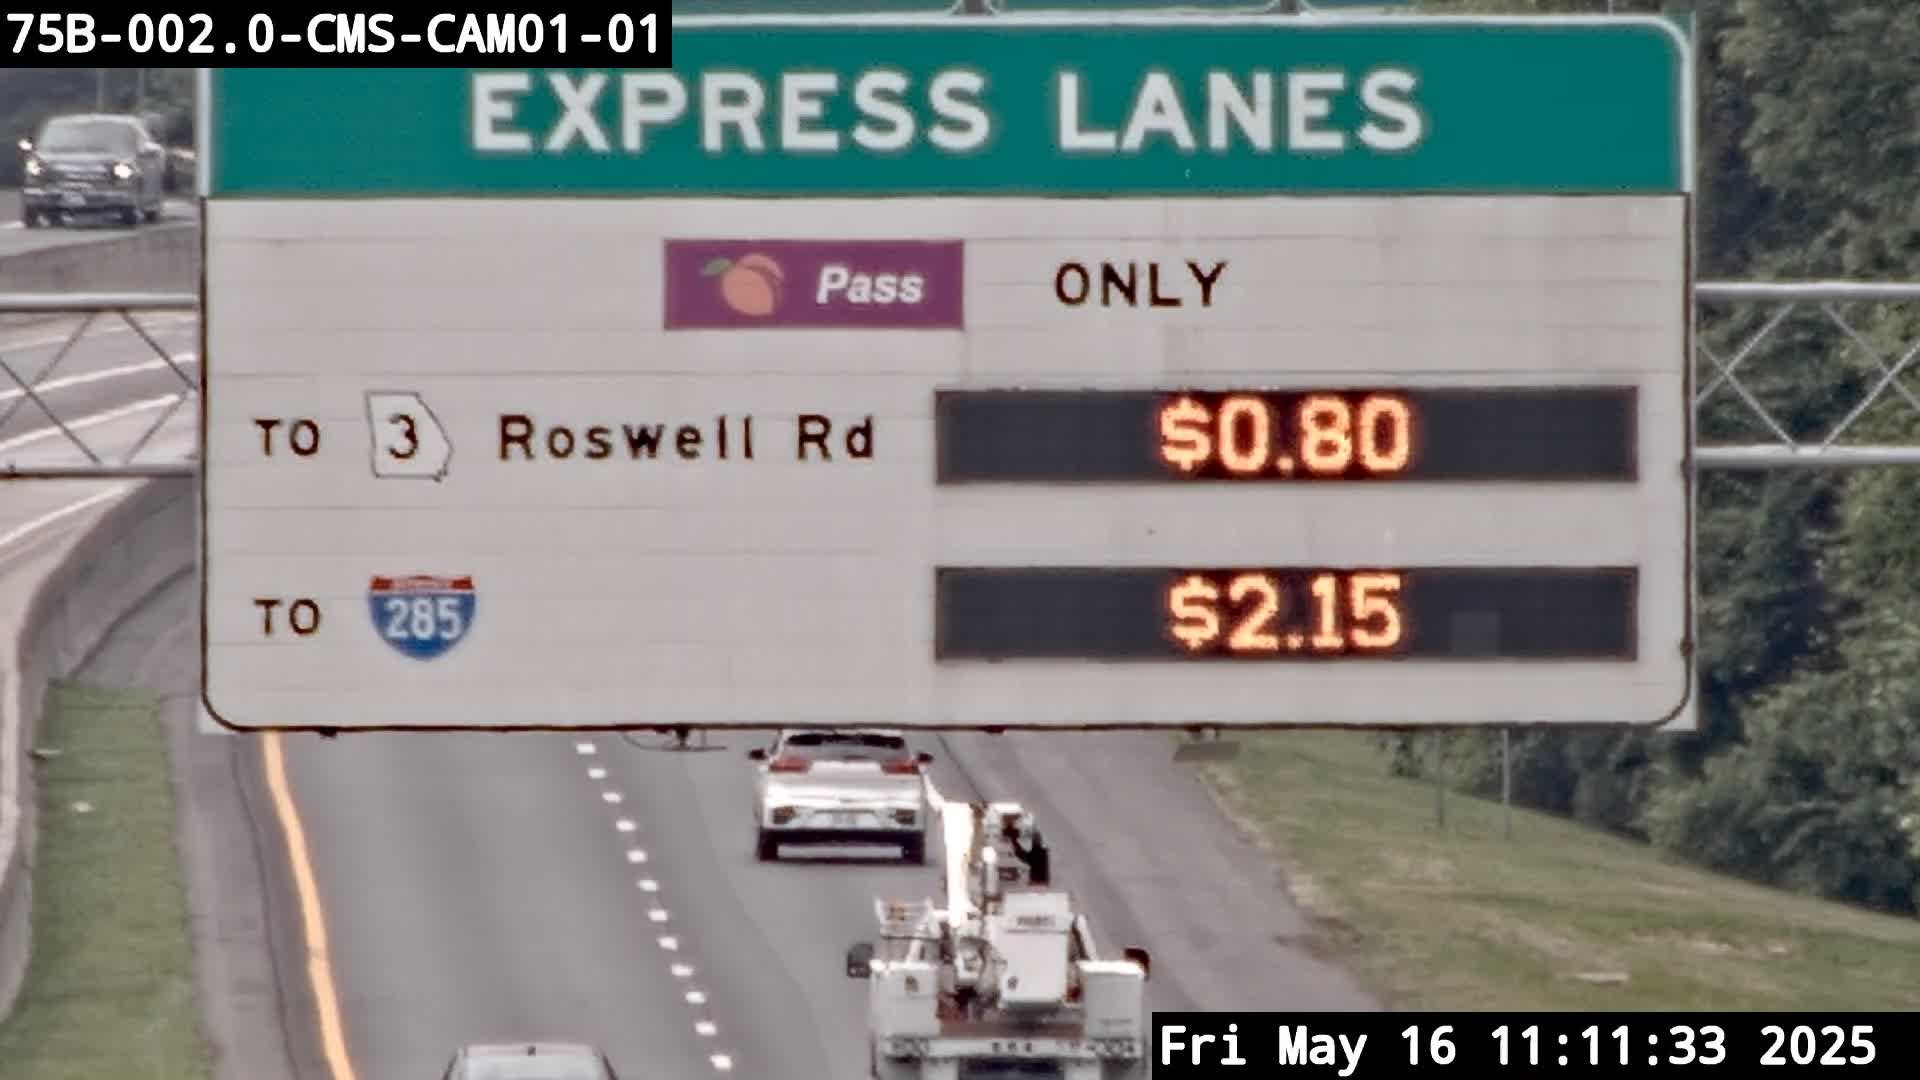 75B-002.0-CMS-CAM01-01
EXPRESS LANES
Pass ONLY
TO 3 Roswell Rd $0.80
TO 285 $2.15
Fri May 16 11:11:33 2025